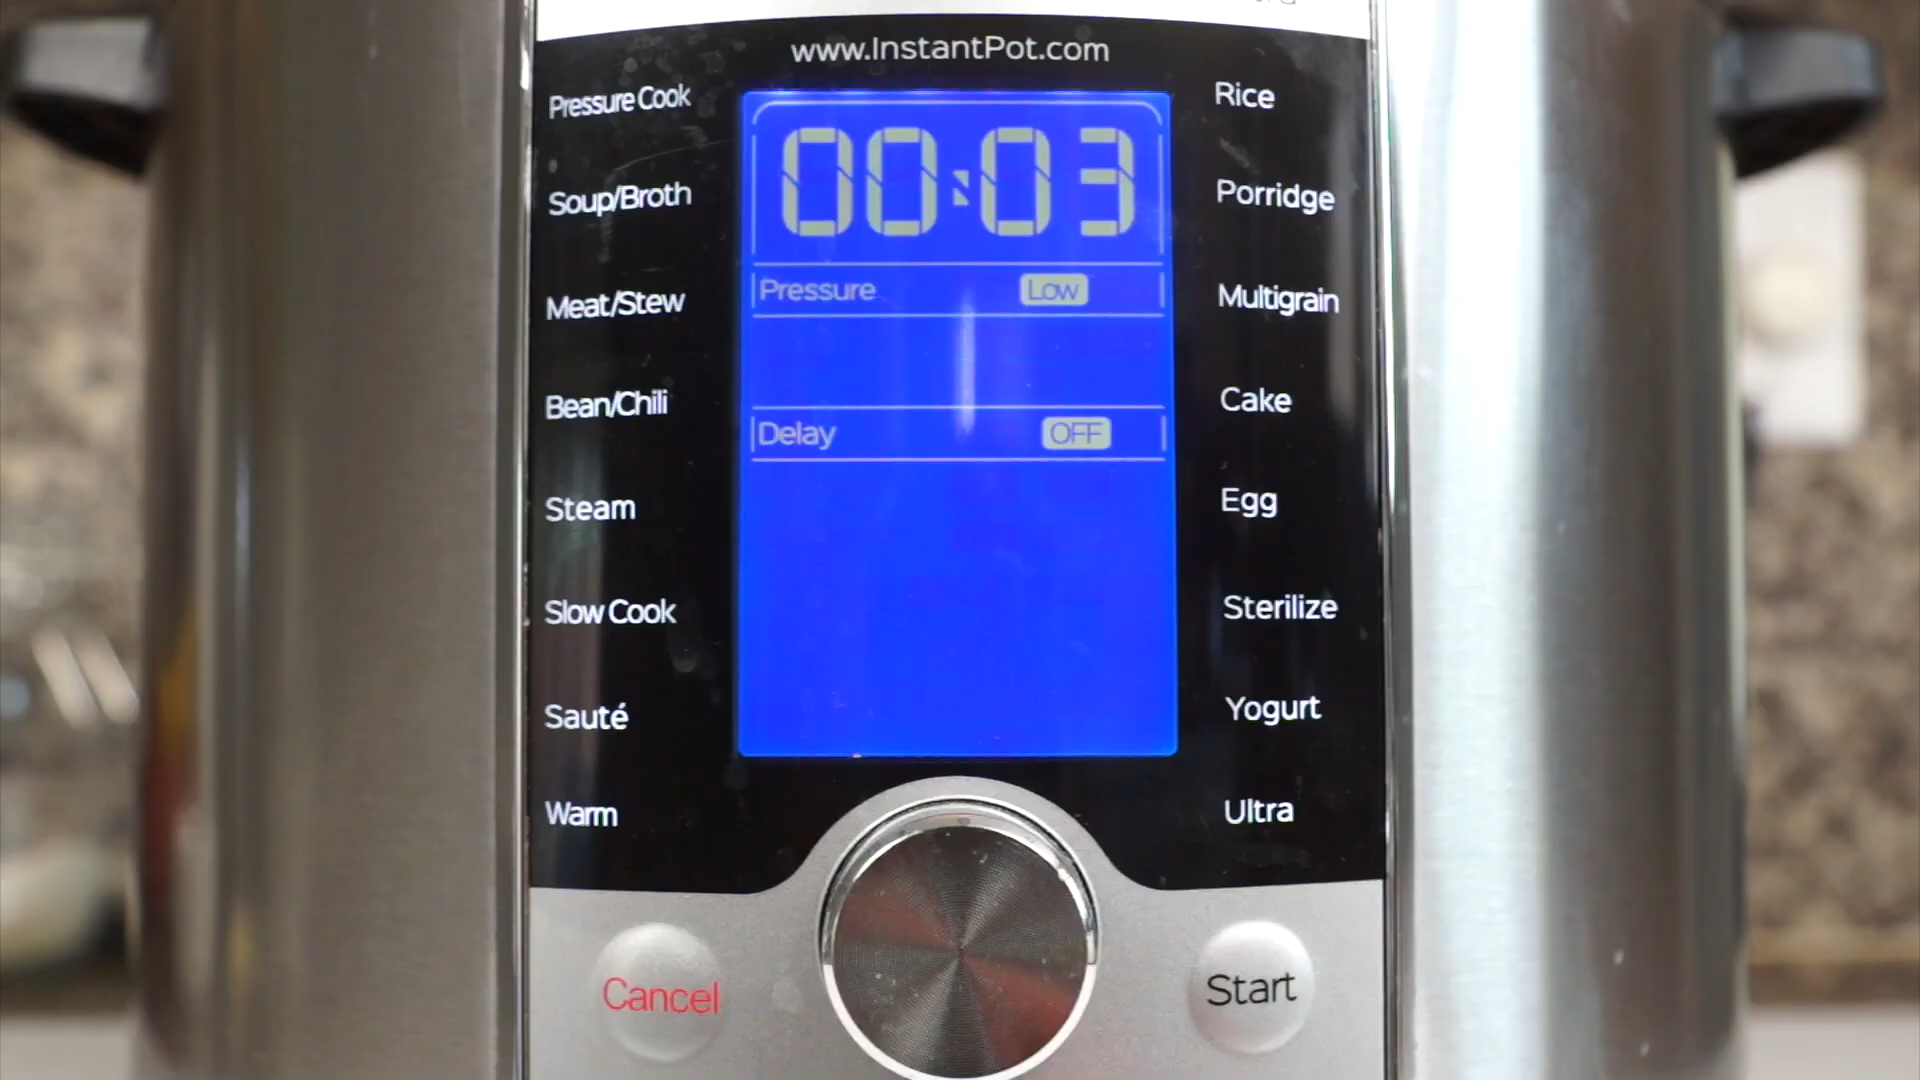 www.InstantPot.com
Pressure Cook
Soup/Broth
Meat/Stew
Bean/Chili
Steam
Slow Cook
Sauté
Warm
00:03
Pressure Low
Delay OFF
Rice
Porridge
Multigrain
Cake
Egg
Sterilize
Yogurt
Ultra
Cancel
Start